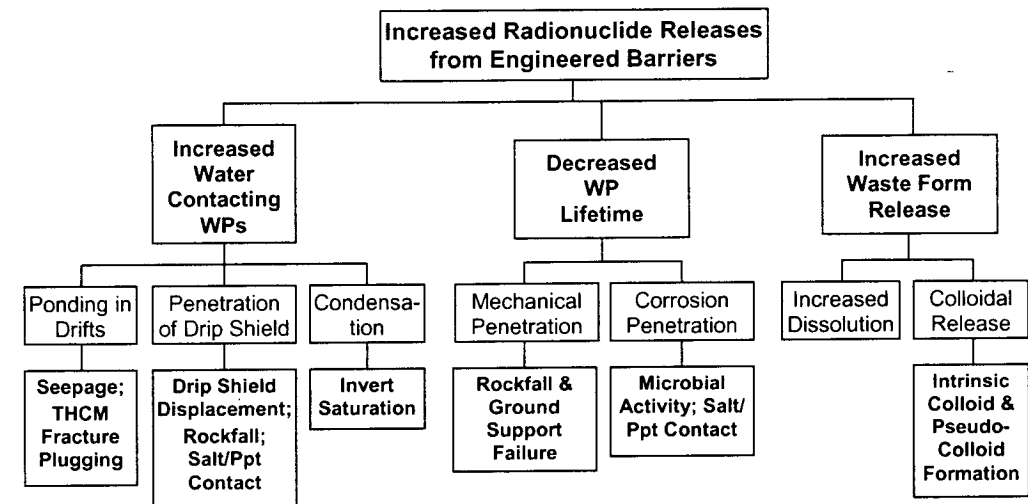 Increased Radionuclide Releases
from Engineered Barriers
Increased
Water
Contacting
WPs
Decreased
WP
Lifetime
Increased
Waste Form
Release
Ponding in
Drifts
Penetration
of Drip Shield
Condensa-
tion
Mechanical
Penetration
Corrosion
Penetration
Increased
Dissolution
Colloidal
Release
Seepage;
THCM
Fracture
Plugging
Drip Shield
Displacement;
Rockfall;
Salt/Ppt
Contact
Invert
Saturation
Rockfall &
Ground
Support
Failure
Microbial
Activity; Salt/
Ppt Contact
Intrinsic
Colloid &
Pseudo-
Colloid
Formation